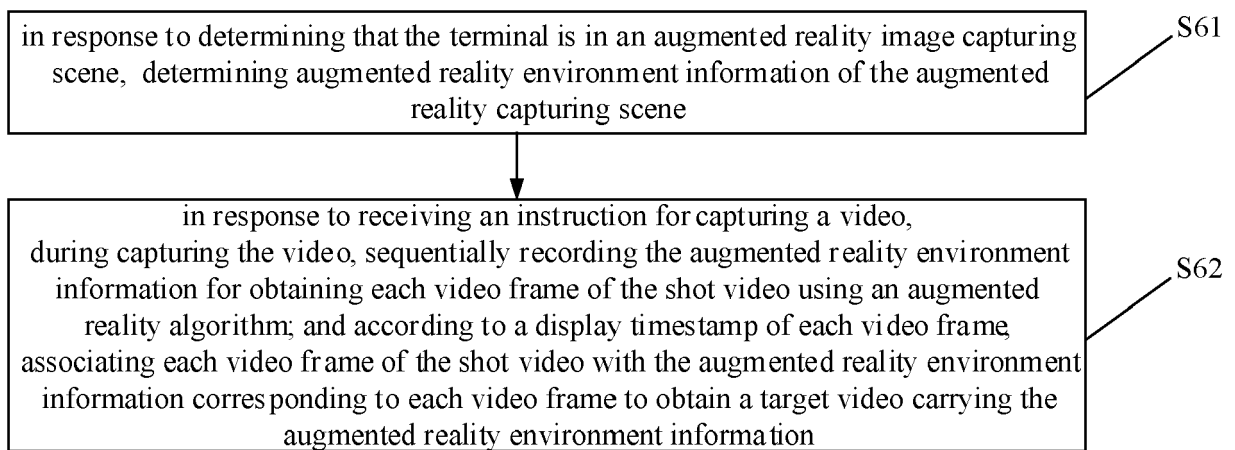 in response to determining that the terminal is in an augmented reality image capturing
scene, determining augmented reality environment information of the augmented
reality capturing scene
S61
in response to receiving an instruction for capturing a video,
during capturing the video, sequentially recording the augmented reality environment
information for obtaining each video frame of the shot video using an augmented
reality algorithm; and according to a display timestamp of each video frame,
associating each video frame of the shot video with the augmented reality environment
information corresponding to each video frame to obtain a target video carrying the
augmented reality environment information
S62